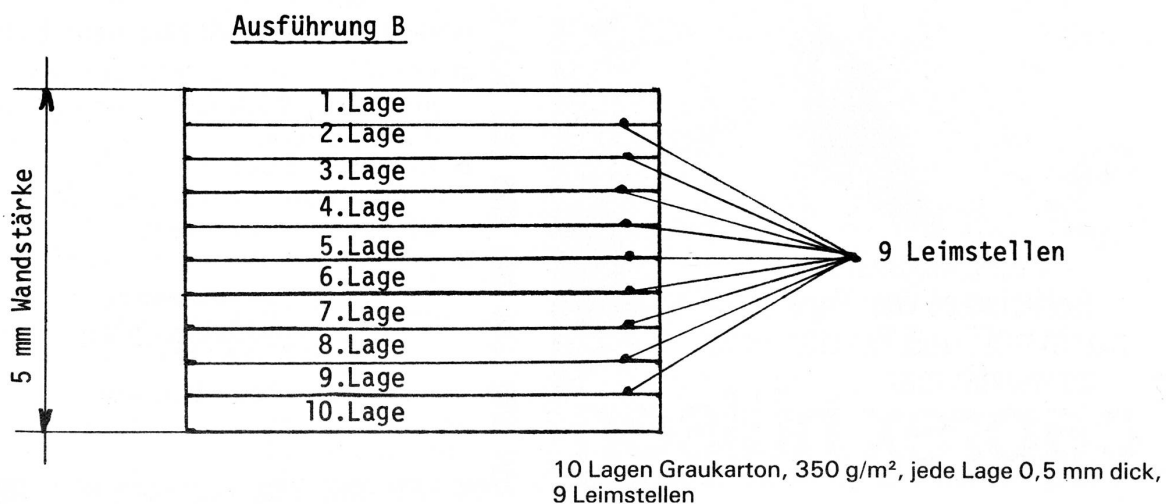 Ausführung B
5 mm Wandstärke
1.Lage
2.Lage
3.Lage
4.Lage
5.Lage
6.Lage
7.Lage
8.Lage
9.Lage
10.Lage
9 Leimstellen
10 Lagen Graukarton, 350 g/m², jede Lage 0,5 mm dick,
9 Leimstellen